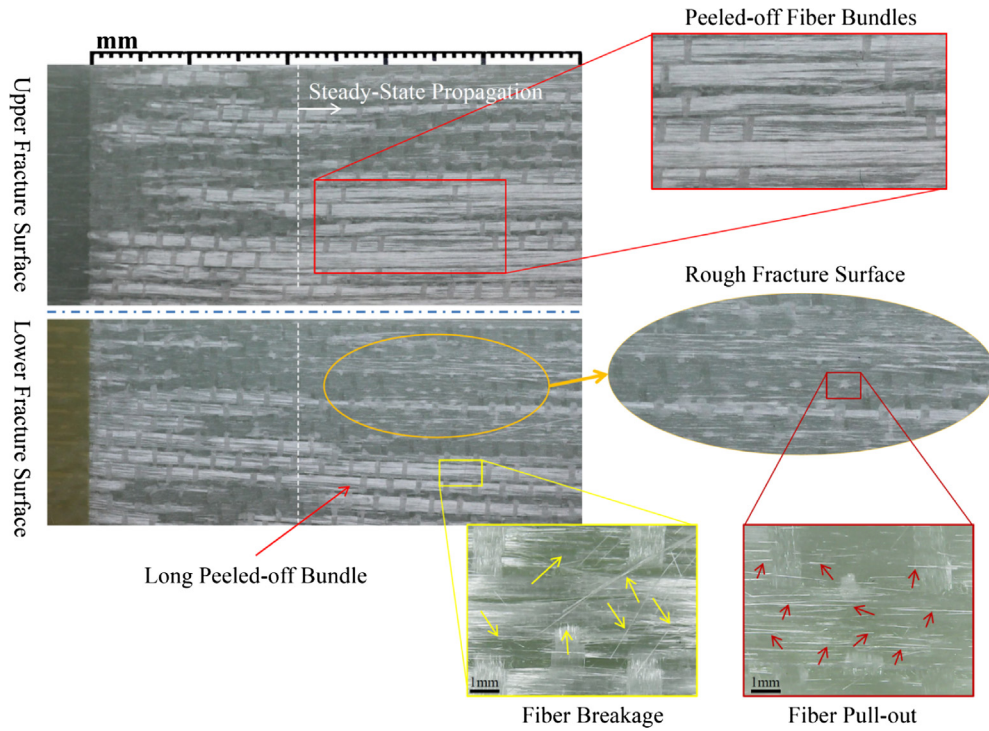 Peeled-off Fiber Bundles
mm
Upper Fracture Surface
Steady-State Propagation
Rough Fracture Surface
Lower Fracture Surface
Long Peeled-off Bundle
1mm
1mm
Fiber Breakage
Fiber Pull-out